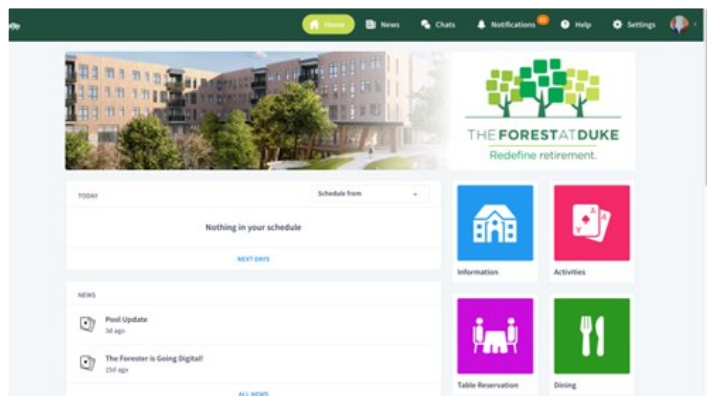 Home
News
Chats
Notifications
Help
Settings
THE FOREST AT DUKE
Redefine retirement.
TODAY
Schedule from
Nothing in your schedule
NEXT DAYS
Information
Activities
NEWS
Pool Update
3d ago
The Forester is Going Digital!
15d ago
ALL NEWS
Table Reservation
Dining